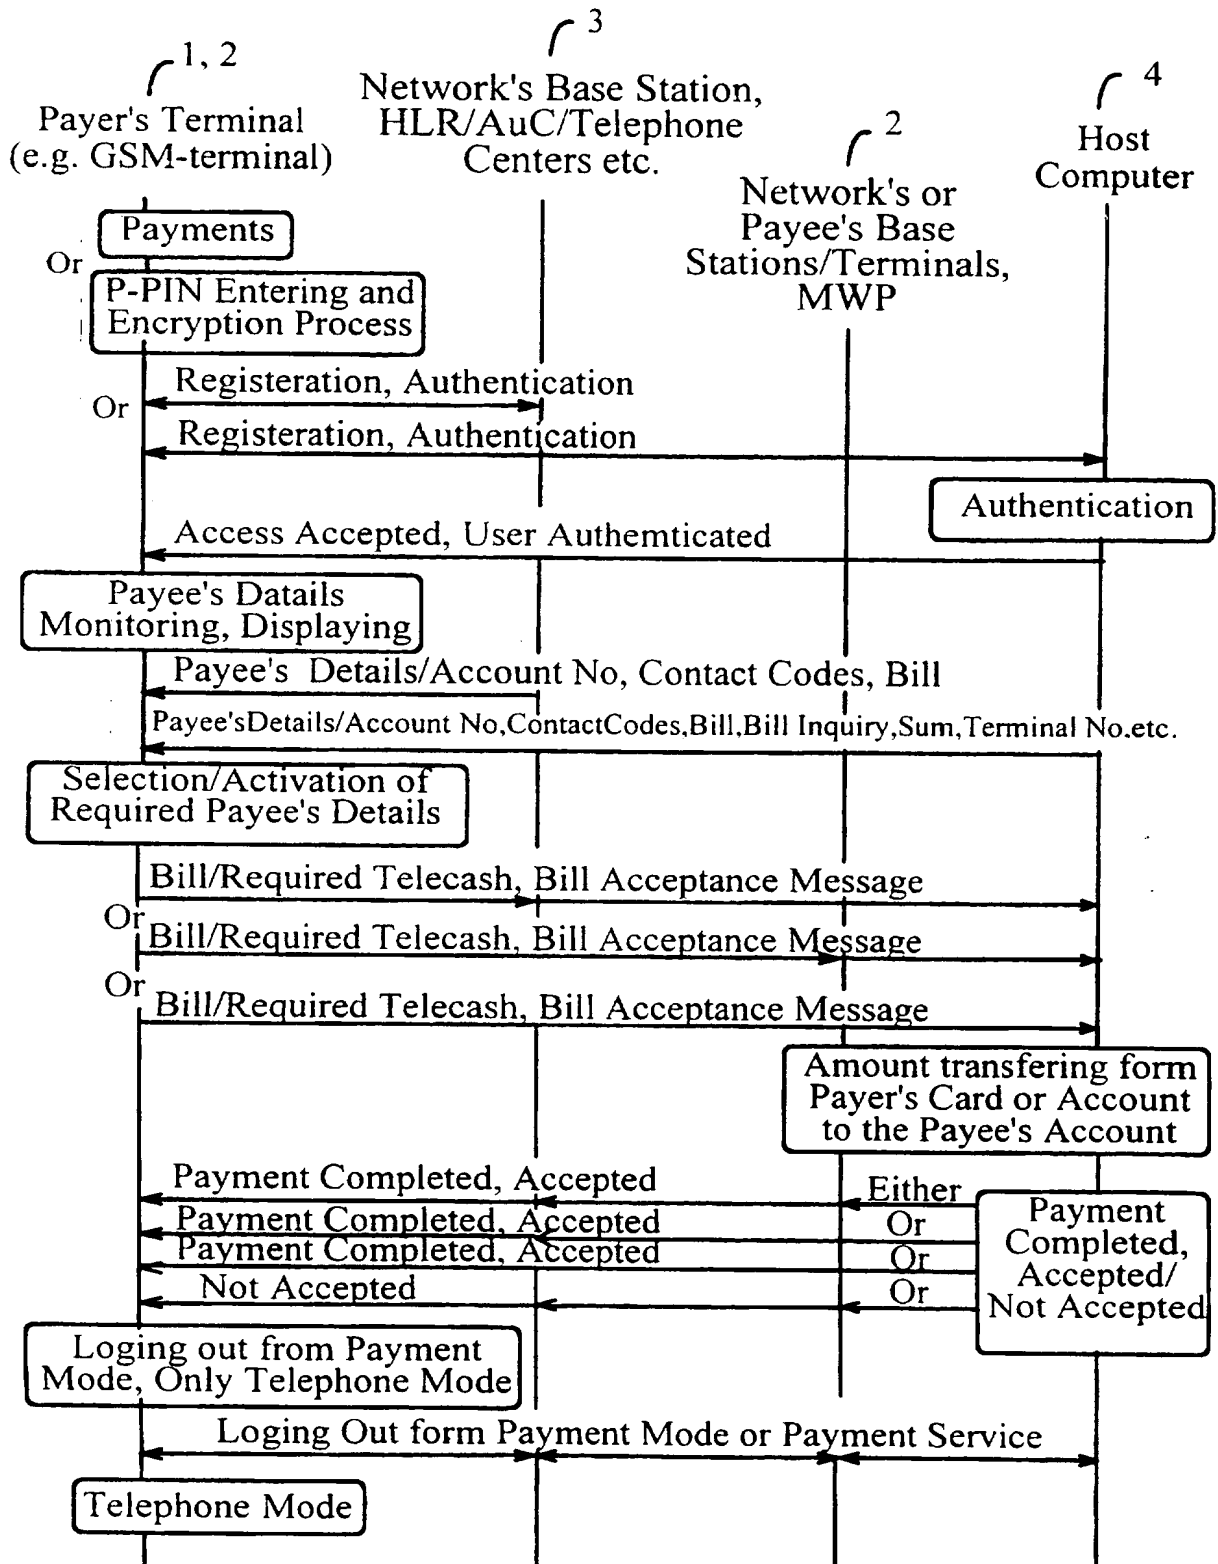 1, 2
3
4
2
Payer's Terminal
(e.g. GSM-terminal)
Network's Base Station,
HLR/AuC/Telephone
Centers etc.
Network's or
Payee's Base
Stations/Terminals,
MWP
Host
Computer
Payments
Or
P-PIN Entering and
Encryption Process
Registeration, Authentication
Or
Registeration, Authentication
Authentication
Access Accepted, User Authemticated
Payee's Datails
Monitoring, Displaying
Payee's Details/Account No, Contact Codes, Bill
Payee'sDetails/Account No,ContactCodes,Bill,Bill Inquiry,Sum,Terminal No.etc.
Selection/Activation of
Required Payee's Details
Bill/Required Telecash, Bill Acceptance Message
Or
Bill/Required Telecash, Bill Acceptance Message
Or
Bill/Required Telecash, Bill Acceptance Message
Amount transfering form
Payer's Card or Account
to the Payee's Account
Payment Completed, Accepted
Either
Payment Completed, Accepted
Or
Payment Completed, Accepted
Or
Not Accepted
Or
Payment
Completed,
Accepted/
Not Accepted
Loging out from Payment
Mode, Only Telephone Mode
Loging Out form Payment Mode or Payment Service
Telephone Mode